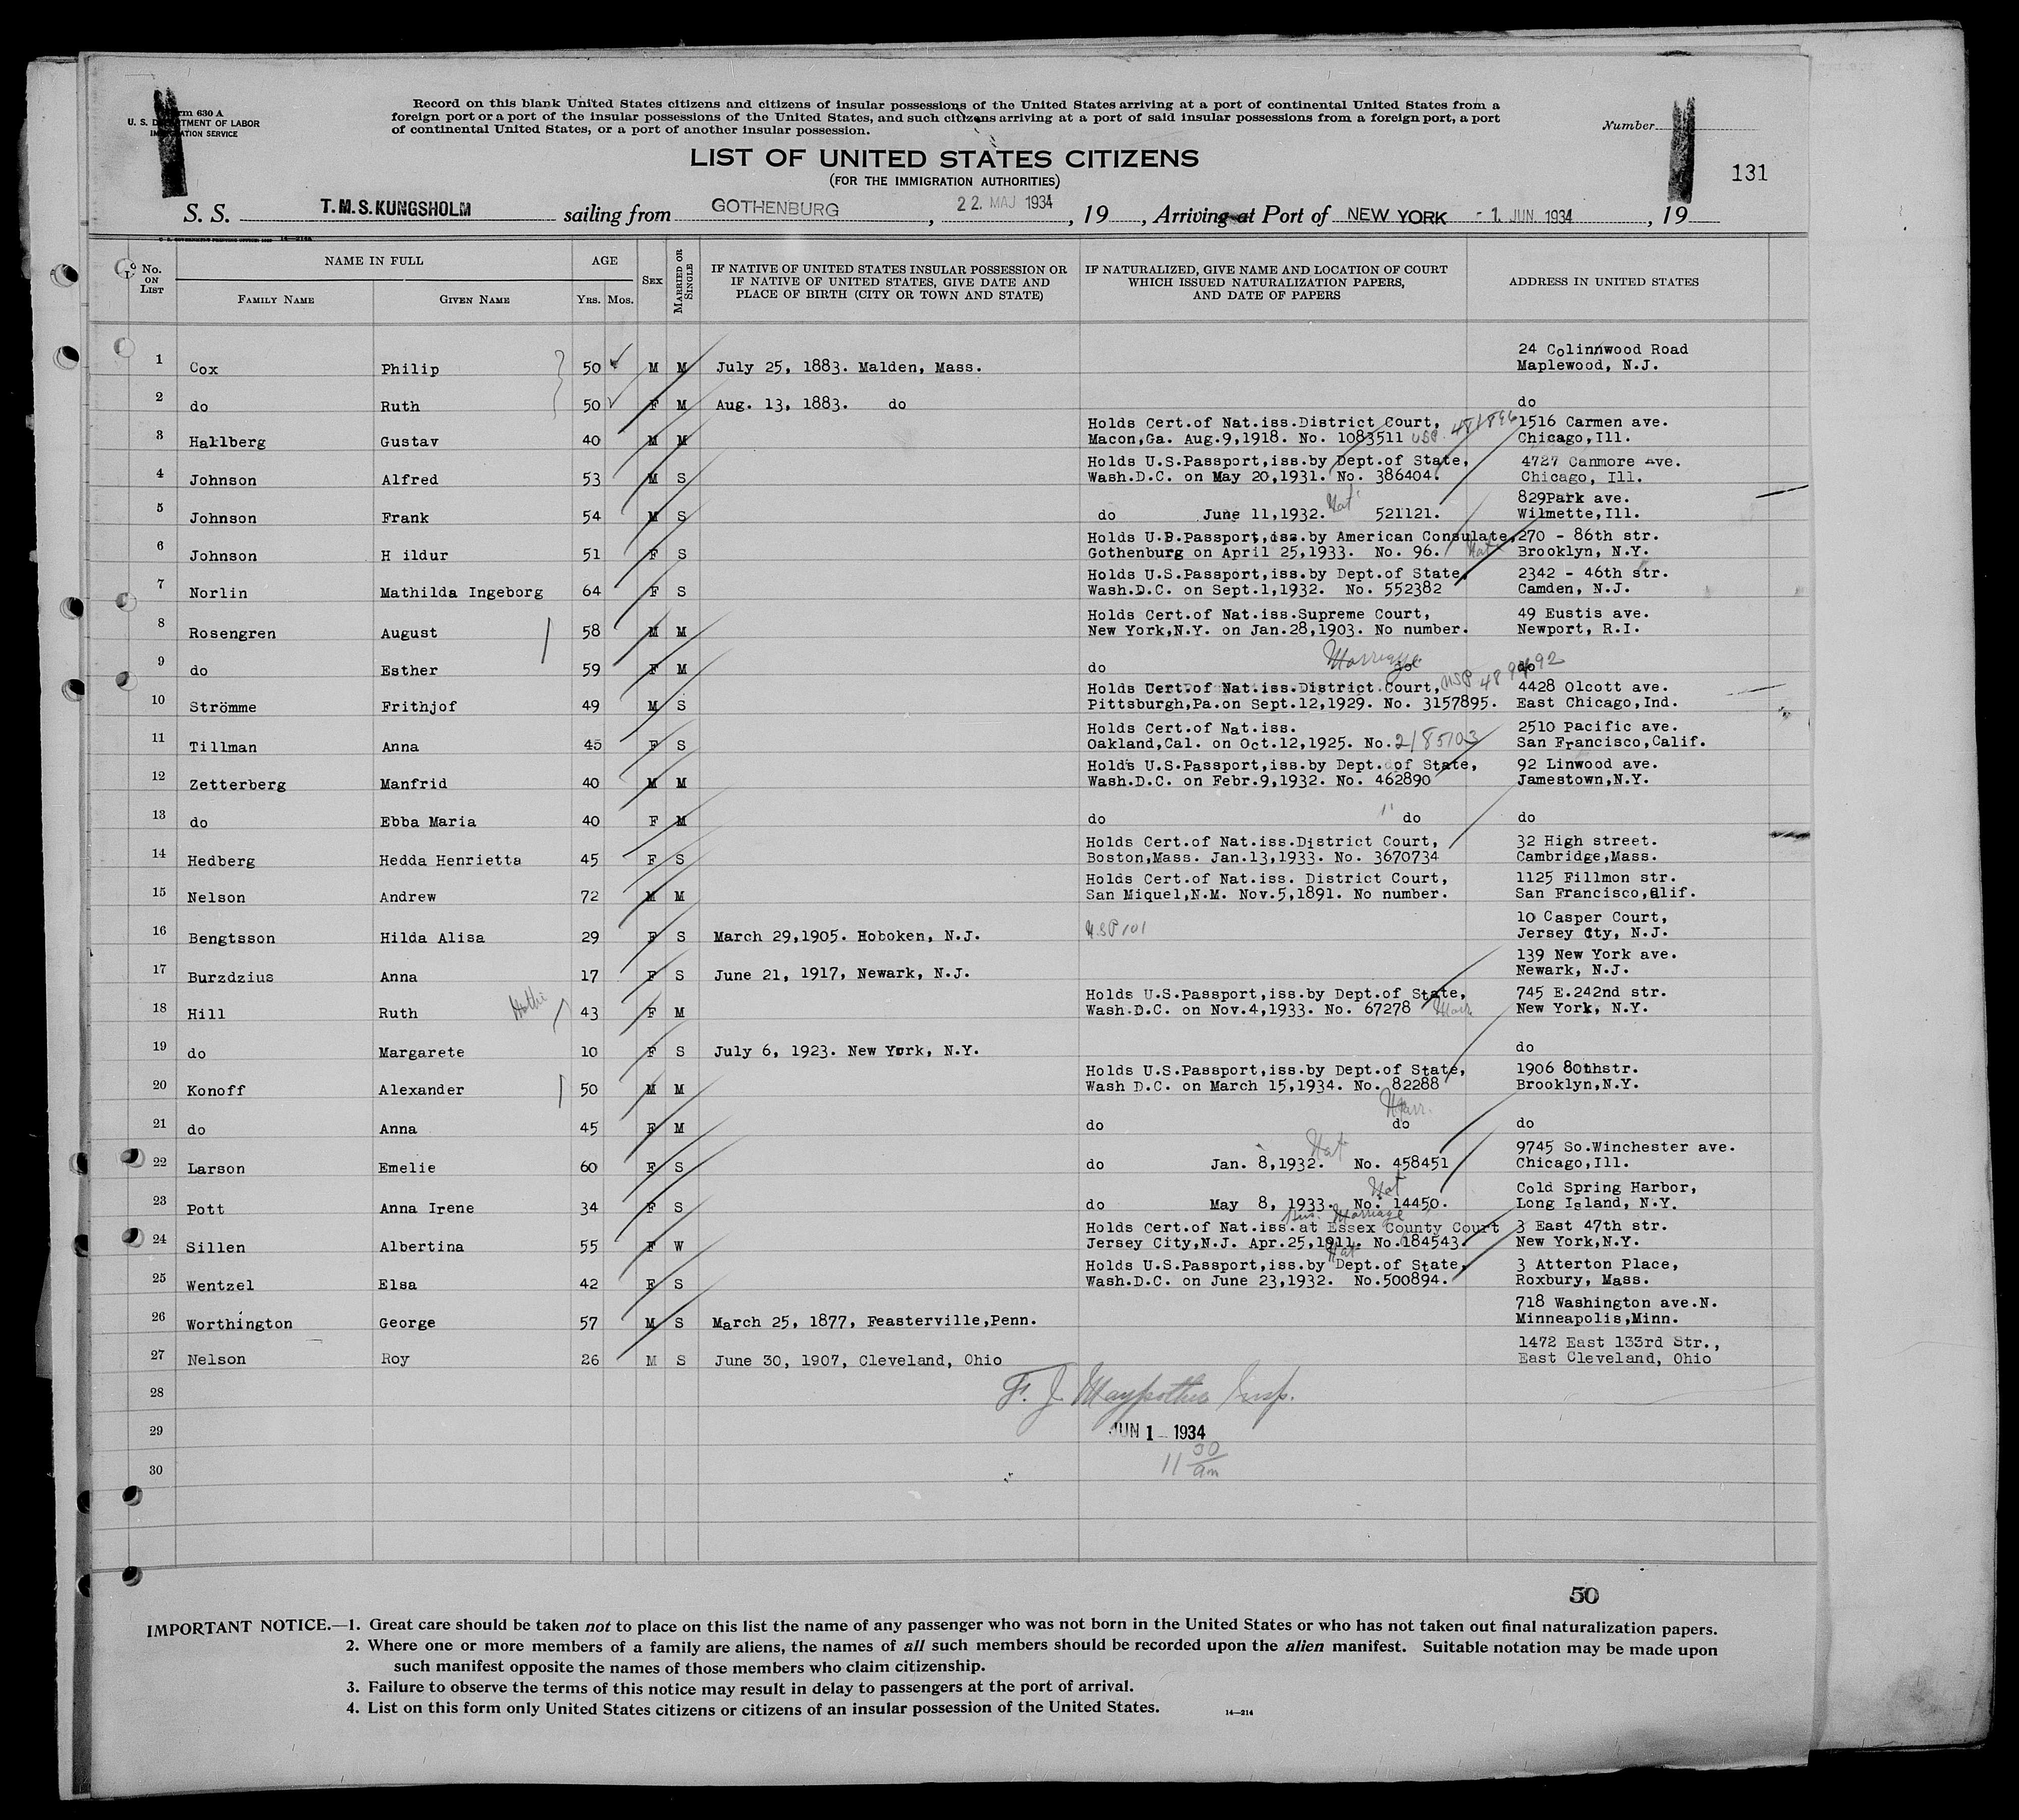 Form 630 A
U. S. DEPARTMENT OF LABOR
IMMIGRATION SERVICE
Record on this blank United States citizens and citizens of insular possessions of the United States arriving at a port of continental United States from a
foreign port or a port of the insular possessions of the United States, and such citizens arriving at a port of said insular possessions from a foreign port, a port
of continental United States, or a port of another insular possession.
Number
LIST OF UNITED STATES CITIZENS
(FOR THE IMMIGRATION AUTHORITIES)
131
S. S. T.M.S.KUNGSHOLM sailing from GOTHENBURG, 22. MAJ 1934, 19 , Arriving at Port of NEW YORK - 1. JUN 1934, 19
No. ON LIST
NAME IN FULL
FAMILY NAME GIVEN NAME
AGE
YRS. MOS.
SEX
MARRIED OR SINGLE
IF NATIVE OF UNITED STATES INSULAR POSSESSION OR
IF NATIVE OF UNITED STATES, GIVE DATE AND
PLACE OF BIRTH (CITY OR TOWN AND STATE)
IF NATURALIZED, GIVE NAME AND LOCATION OF COURT
WHICH ISSUED NATURALIZATION PAPERS,
AND DATE OF PAPERS
ADDRESS IN UNITED STATES
24 Colinnwood Road
1 Cox Philip 50 M M July 25, 1883. Malden, Mass. Maplewood, N.J.
2 do Ruth 50 F M Aug. 13, 1883. do do
Holds Cert.of Nat.iss.District Court, 481896 1516 Carmen ave.
3 Hallberg Gustav 40 M M Macon,Ga. Aug.9,1918. No. 1083511 USP. Chicago,Ill.
Holds U.S.Passport,iss.by Dept.of State, 4727 Canmore Ave.
4 Johnson Alfred 53 M S Wash.D.C. on May 20,1931. No. 386404. Chicago, Ill.
Nat 829Park ave.
5 Johnson Frank 54 M S do June 11,1932. 521121. Wilmette,Ill.
Holds U.S.Passport,iss.by American Consulate, 270 - 86th str.
6 Johnson H ildur 51 F S Gothenburg on April 25,1933. No. 96. Nat Brooklyn, N.Y.
Holds U.S.Passport,iss.by Dept.of State, 2342 - 46th str.
7 Norlin Mathilda Ingeborg 64 F S Wash.D.C. on Sept.1,1932. No. 552382 Camden, N.J.
Holds Cert.of Nat.iss.Supreme Court, 49 Eustis ave.
8 Rosengren August 58 M M New York,N.Y. on Jan.28,1903. No number. Newport, R.I.
Marriage
9 do Esther 59 F M do do do
Holds Cert.of Nat.iss.District Court, USP 4428 Olcott ave.
10 Strömme Frithjof 49 M S Pittsburgh,Pa.on Sept.12,1929. No. 3157895. East Chicago,Ind.
Holds Cert.of Nat.iss. 2510 Pacific ave.
11 Tillman Anna 45 F S Oakland,Cal. on Oct.12,1925. No. 2185103 San Francisco,Calif.
Holds U.S.Passport,iss.by Dept.of State, 92 Linwood ave.
12 Zetterberg Manfrid 40 M M Wash.D.C. on Febr.9,1932. No. 462890 Jamestown,N.Y.
13 do Ebba Maria 40 F M do do do
Holds Cert.of Nat.iss.District Court, 32 High street.
14 Hedberg Hedda Henrietta 45 F S Boston,Mass. Jan.13,1933. No. 3670734 Cambridge,Mass.
Holds Cert.of Nat.iss. District Court, 1125 Fillmon str.
15 Nelson Andrew 72 M M San Miquel,N.M. Nov.5,1891. No number. San Francisco,alif.
10 Casper Court,
16 Bengtsson Hilda Alisa 29 F S March 29,1905. Hoboken, N.J. USP 101 Jersey City, N.J.
139 New York ave.
17 Burzdzius Anna 17 F S June 21, 1917, Newark, N.J. Newark, N.J.
Holds U.S.Passport,iss.by Dept.of State, 745 E.242nd str.
18 Hill Ruth 43 F M Wash.D.C. on Nov.4,1933. No. 67278 Marr New York, N.Y.
19 do Margarete 10 F S July 6, 1923. New York, N.Y. do
Holds U.S.Passport,iss.by Dept.of State, 1906 80thstr.
20 Konoff Alexander 50 M M Wash D.C. on March 15,1934. No. 82288 Brooklyn,N.Y.
Marr.
21 do Anna 45 F M do do do
Nat 9745 So.Winchester ave.
22 Larson Emelie 60 F S do Jan. 8,1932. No. 458451 Chicago,Ill.
Nat Cold Spring Harbor,
23 Pott Anna Irene 34 F S do May 8, 1933. No. 14450. Long Island, N.Y.
Marriage
Holds Cert.of Nat.iss.at Essex County Court 3 East 47th str.
24 Sillen Albertina 55 F W Jersey City,N.J. Apr.25,1911. No.184543. New York,N.Y.
Nat
Holds U.S.Passport,iss.by Dept.of State, 3 Atterton Place,
25 Wentzel Elsa 42 F S Wash.D.C. on June 23,1932. No.500894. Roxbury, Mass.
718 Washington ave.N.
26 Worthington George 57 M S March 25, 1877, Feasterville,Penn. Minneapolis,Minn.
1472 East 133rd Str.,
27 Nelson Roy 26 M S June 30, 1907, Cleveland, Ohio East Cleveland, Ohio
28
F. J. Insp.
29
JUN 1 - 1934
30
11 30 am
50
IMPORTANT NOTICE.—1. Great care should be taken not to place on this list the name of any passenger who was not born in the United States or who has not taken out final naturalization papers.
2. Where one or more members of a family are aliens, the names of all such members should be recorded upon the alien manifest. Suitable notation may be made upon
such manifest opposite the names of those members who claim citizenship.
3. Failure to observe the terms of this notice may result in delay to passengers at the port of arrival.
4. List on this form only United States citizens or citizens of an insular possession of the United States.
14—214